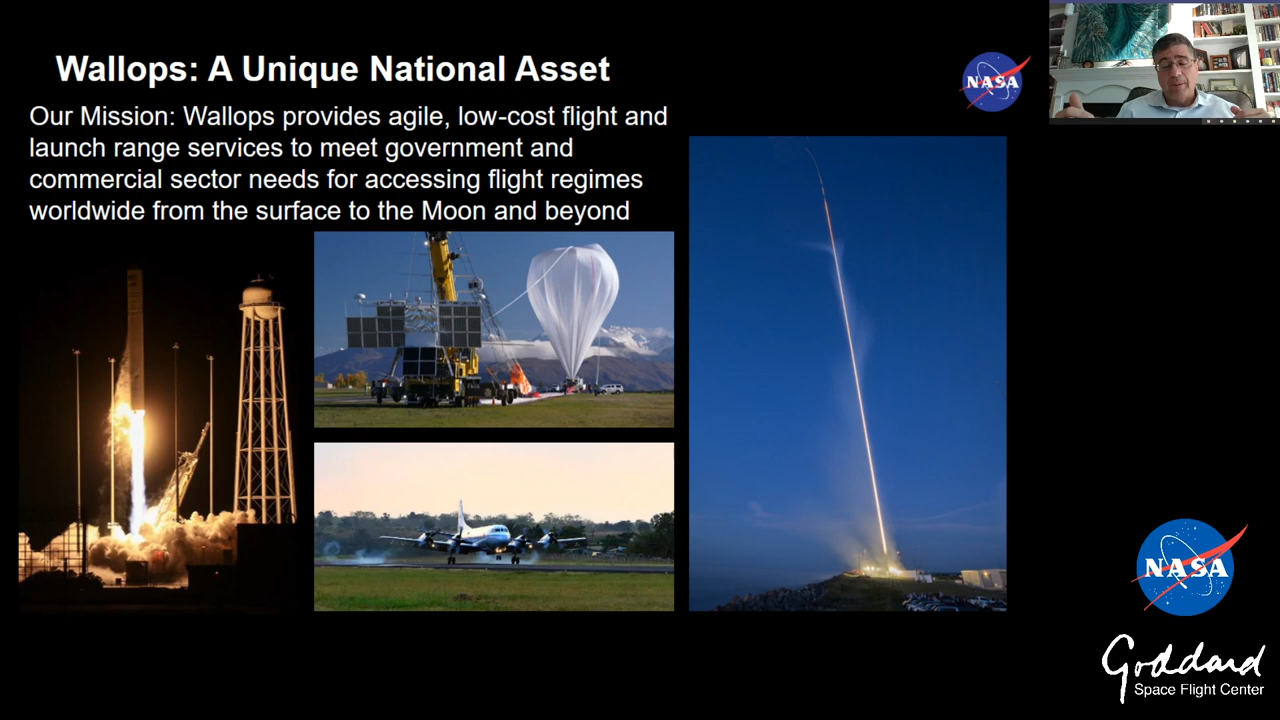 Wallops: A Unique National Asset
Our Mission: Wallops provides agile, low-cost flight and
launch range services to meet government and
commercial sector needs for accessing flight regimes
worldwide from the surface to the Moon and beyond
NASA
NASA
Goddard
Space Flight Center